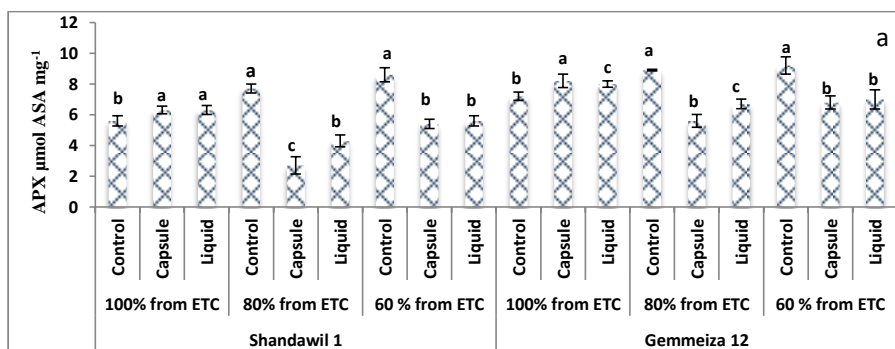 12
10
8
6
4
2
0
APX µmol ASA mg-1
b a a a c b a b b b a c a b c a b b
a
Control Capsule Liquid Control Capsule Liquid Control Capsule Liquid Control Capsule Liquid Control Capsule Liquid Control Capsule Liquid
100% from ETC 80% from ETC 60 % from ETC 100% from ETC 80% from ETC 60 % from ETC
Shandawil 1 Gemmeiza 12